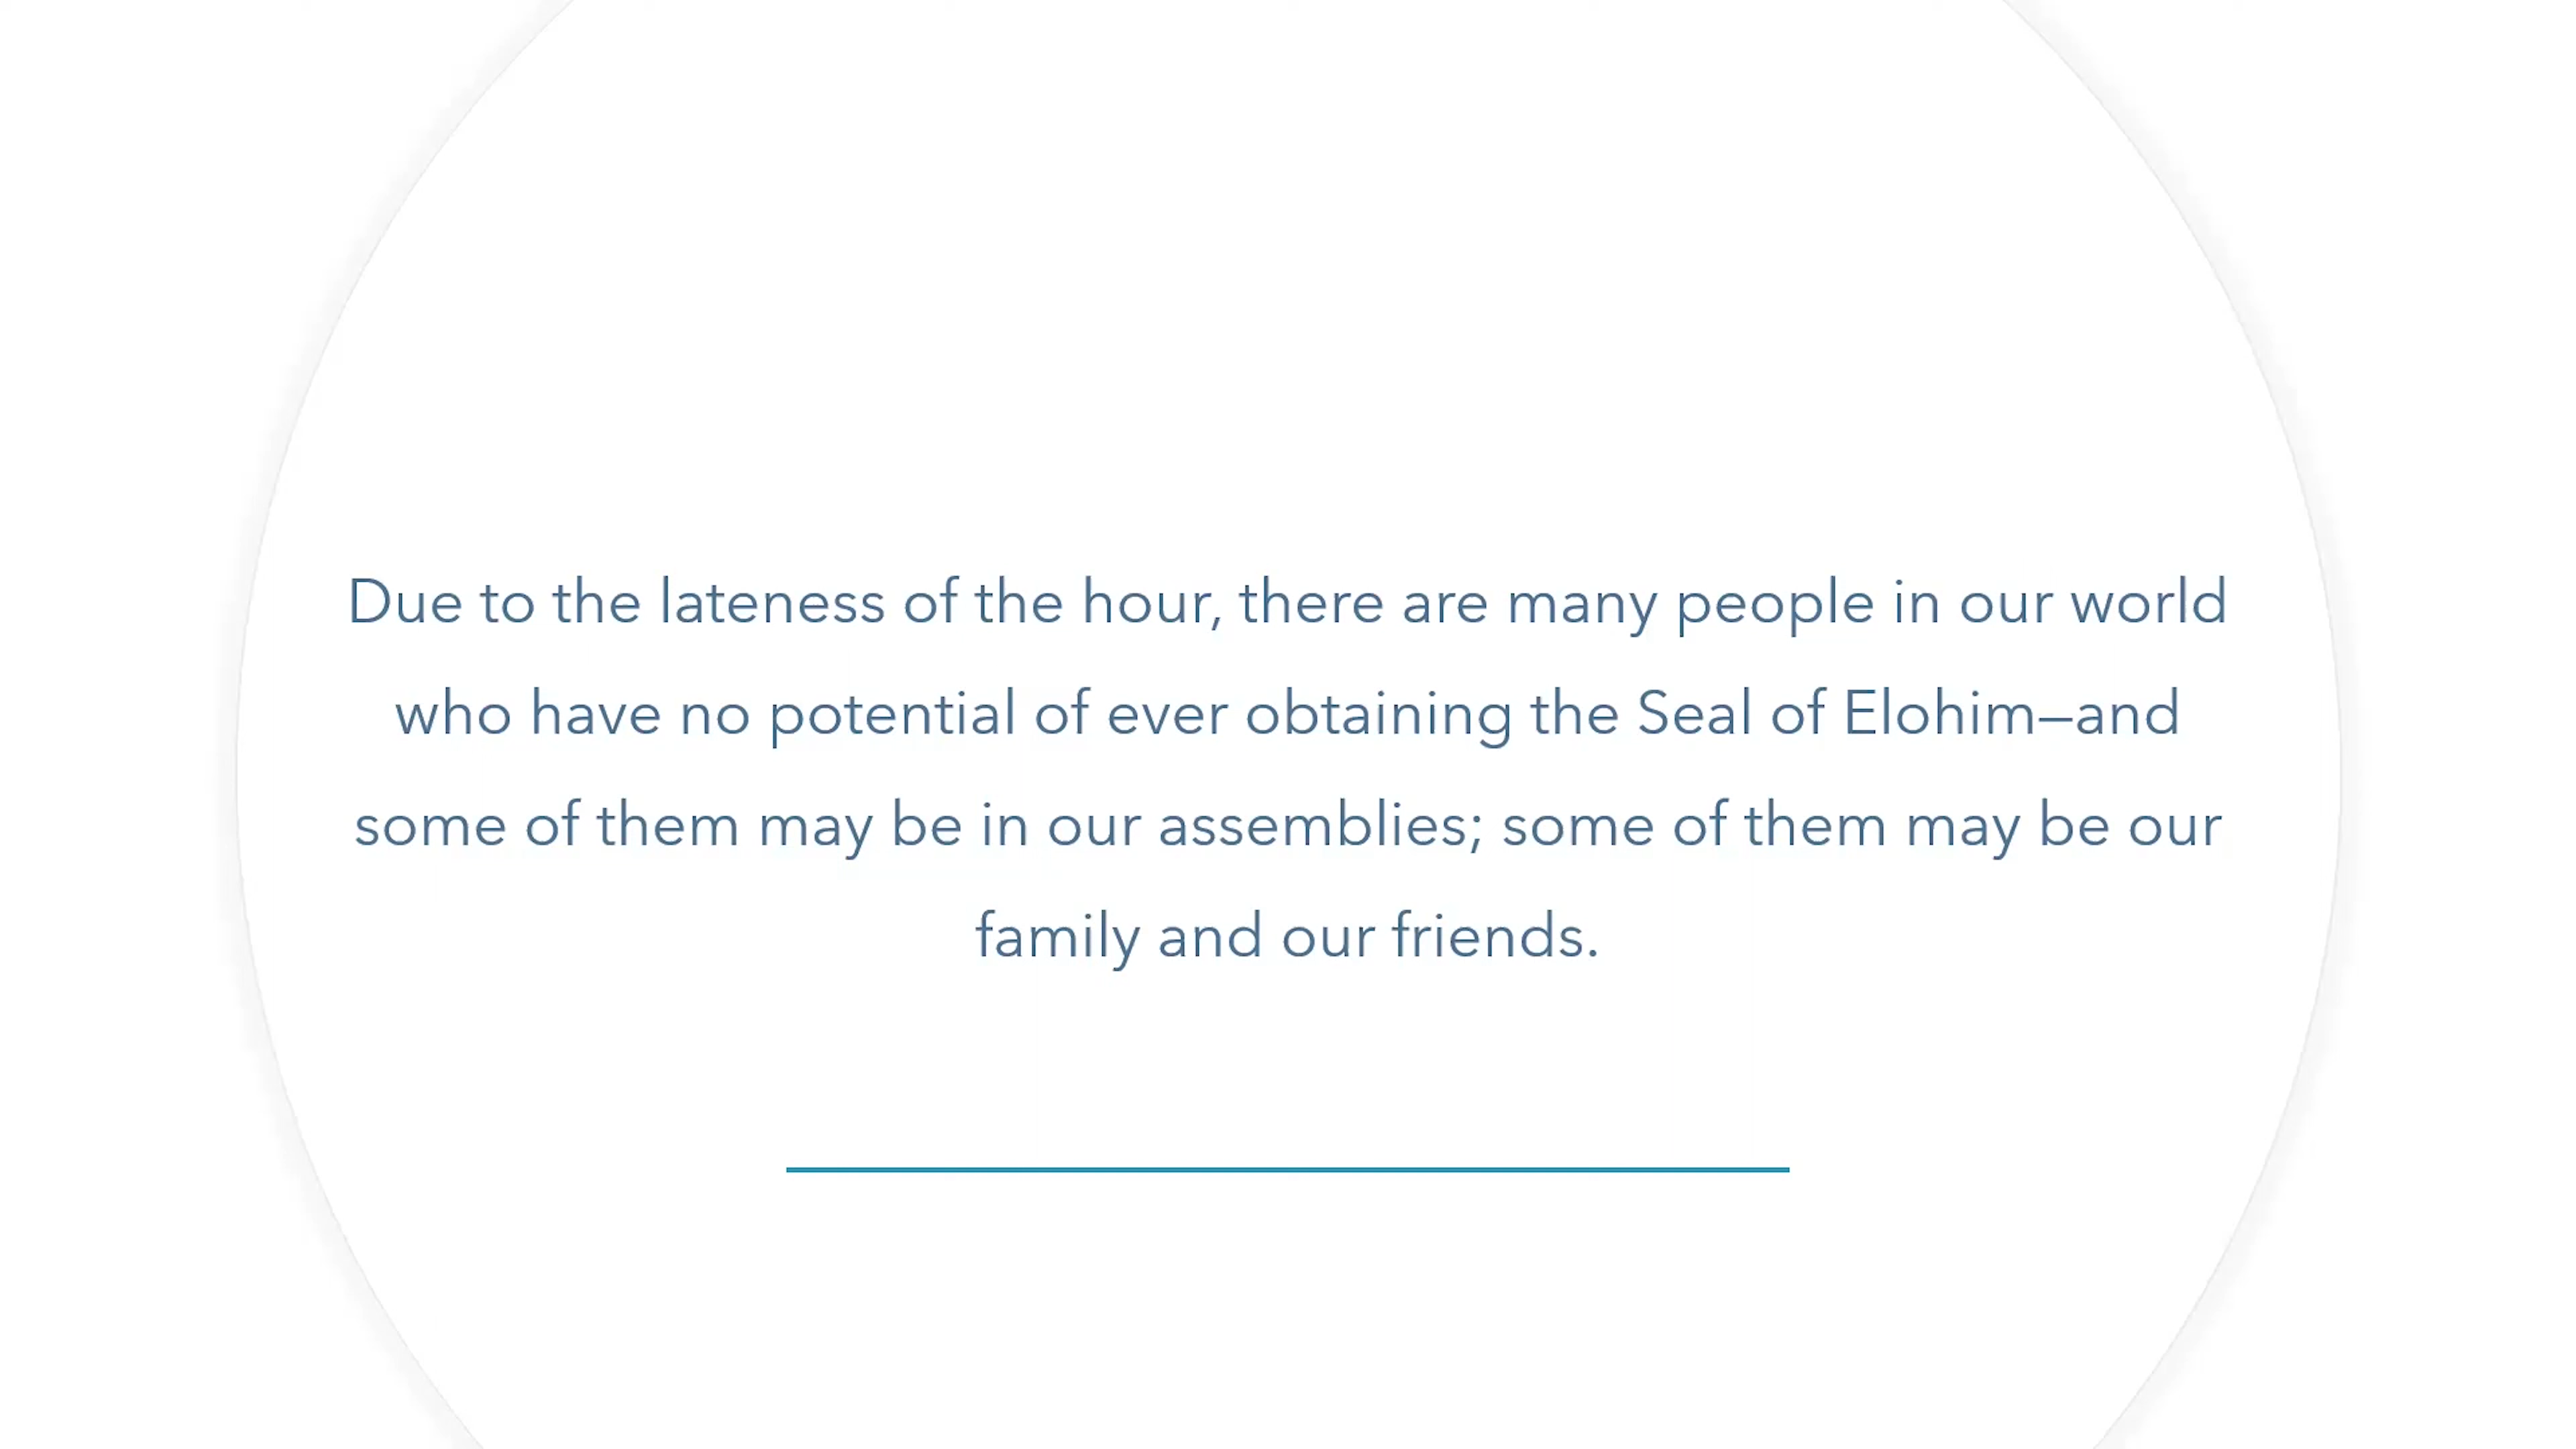 Due to the lateness of the hour, there are many people in our world
who have no potential of ever obtaining the Seal of Elohim—and
some of them may be in our assemblies; some of them may be our
family and our friends.